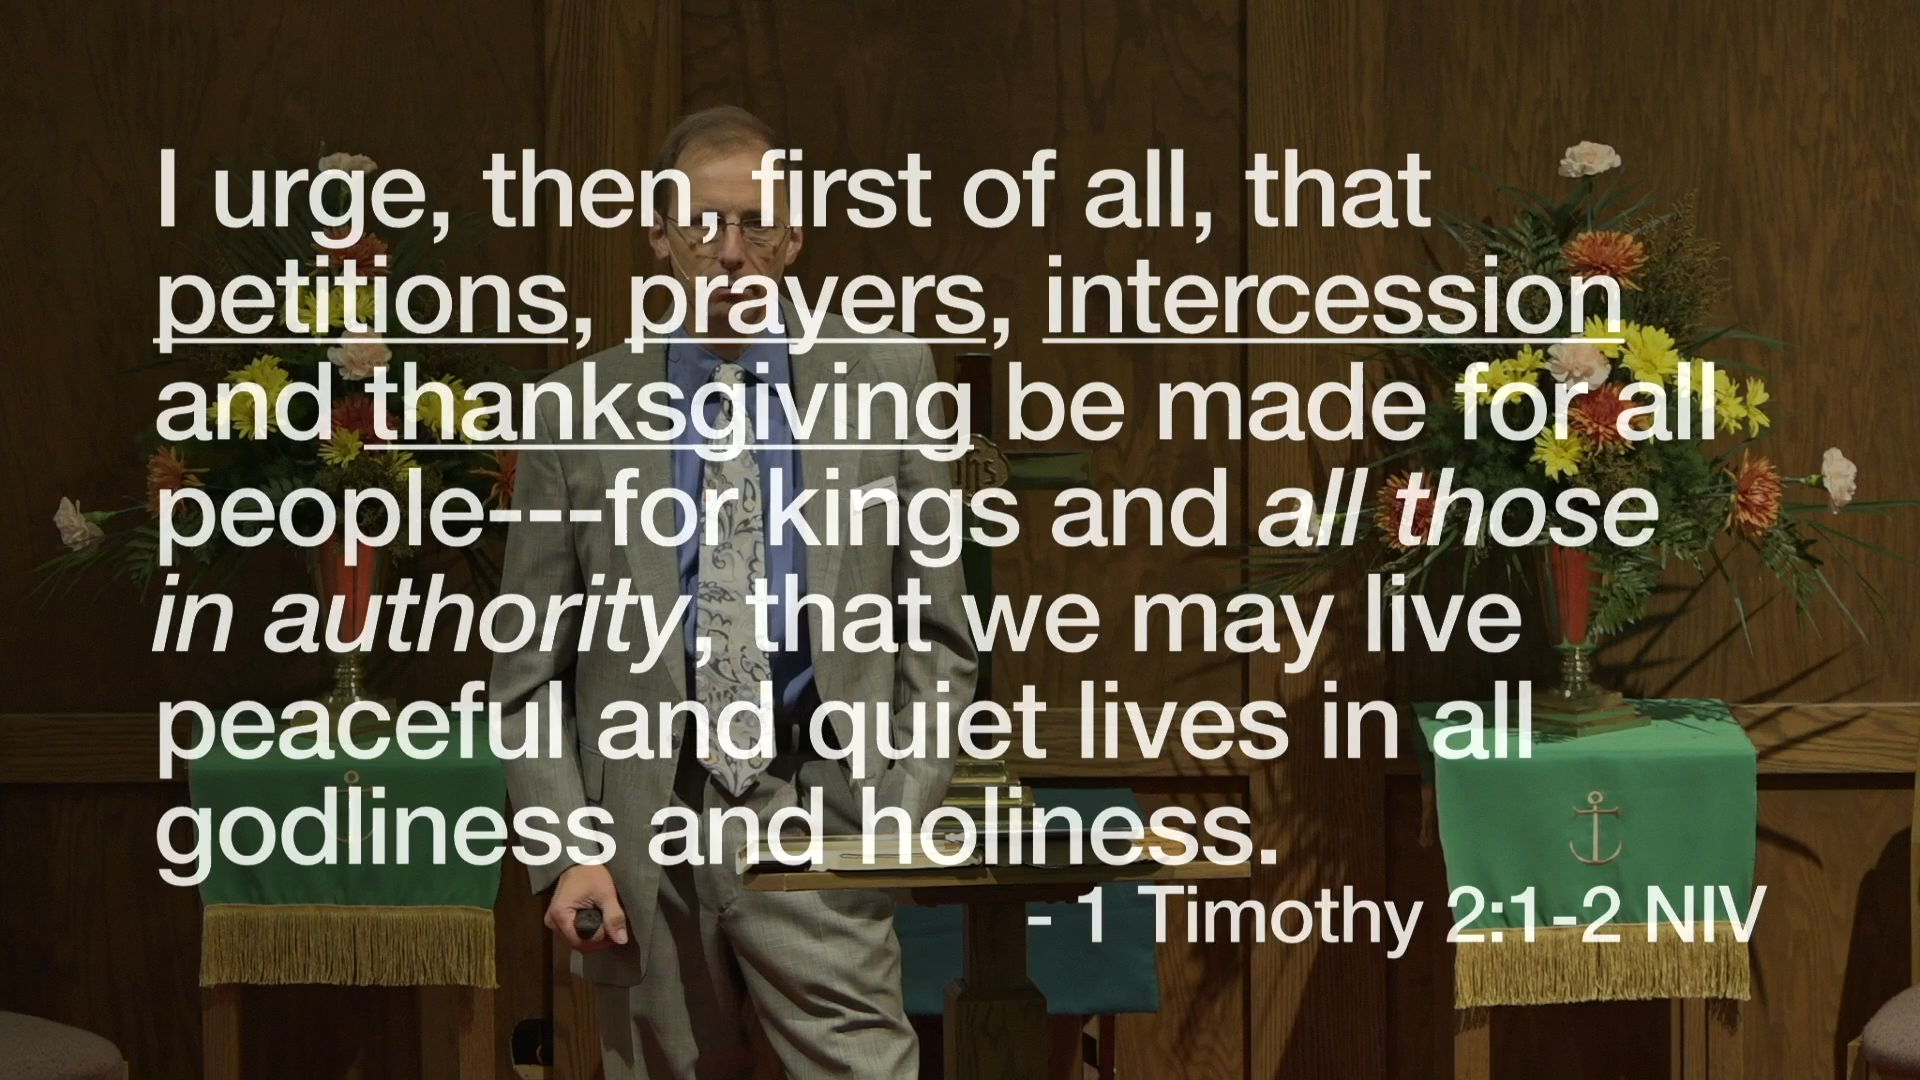 I urge, then, first of all, that
petitions, prayers, intercession
and thanksgiving be made for all
people---for kings and all those
in authority, that we may live
peaceful and quiet lives in all
godliness and holiness.
- 1 Timothy 2:1-2 NIV